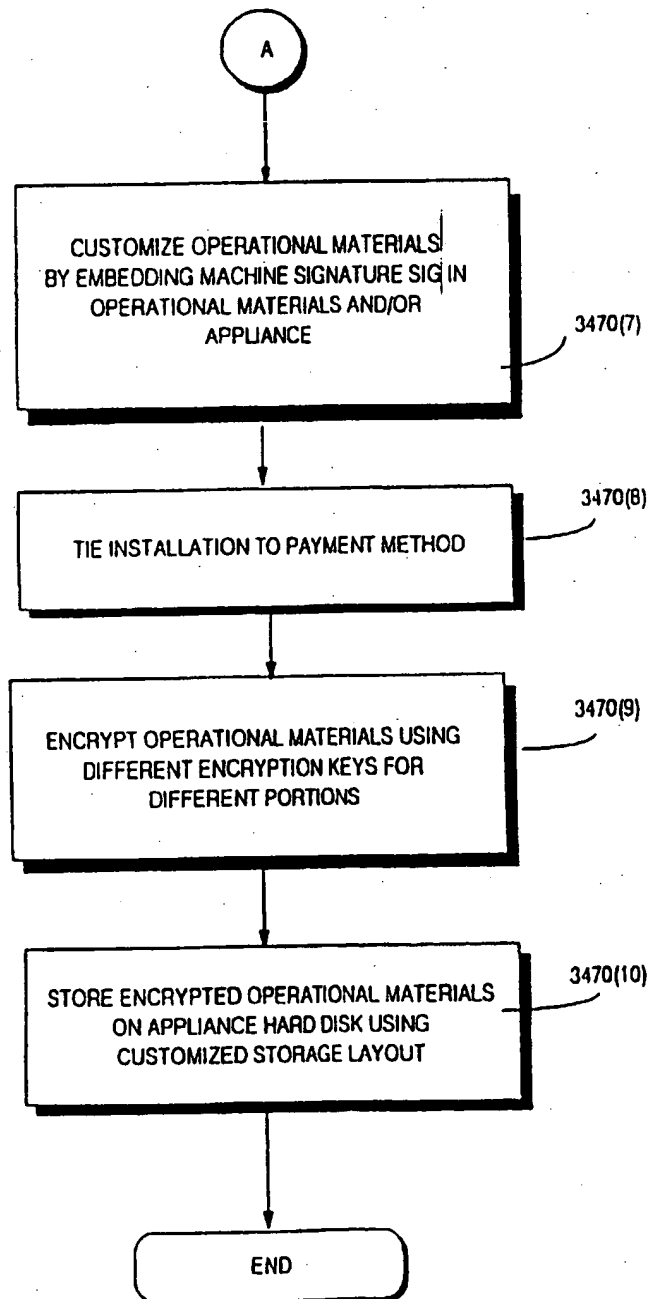 A
CUSTOMIZE OPERATIONAL MATERIALS
BY EMBEDDING MACHINE SIGNATURE SIG IN
OPERATIONAL MATERIALS AND/OR
APPLIANCE
3470(7)
3470(8)
TIE INSTALLATION TO PAYMENT METHOD
3470(9)
ENCRYPT OPERATIONAL MATERIALS USING
DIFFERENT ENCRYPTION KEYS FOR
DIFFERENT PORTIONS
3470(10)
STORE ENCRYPTED OPERATIONAL MATERIALS
ON APPLIANCE HARD DISK USING
CUSTOMIZED STORAGE LAYOUT
END